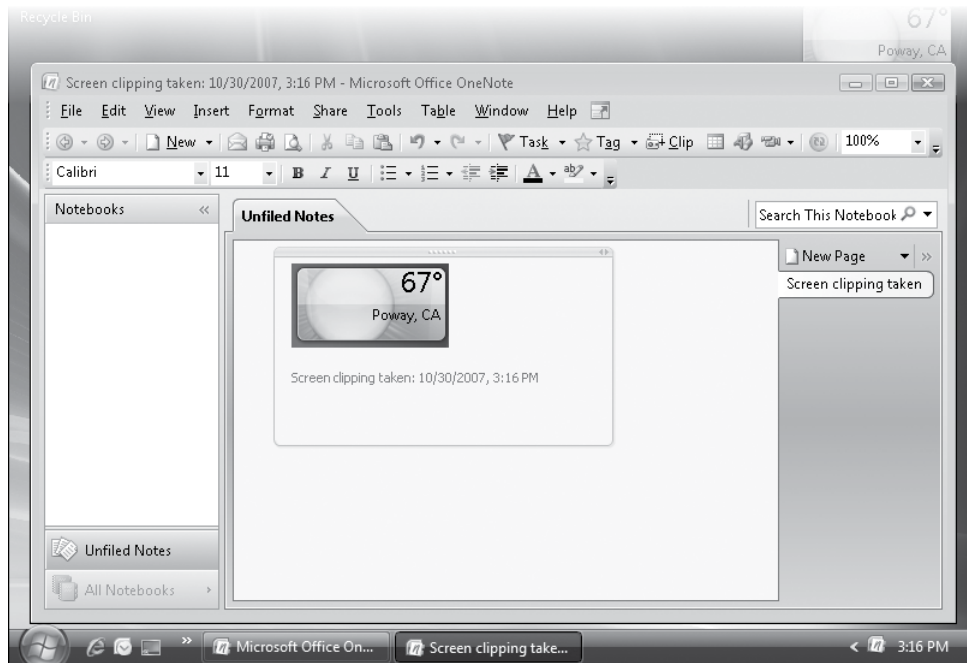 Recycle Bin
67°
Poway, CA
Screen clipping taken: 10/30/2007, 3:16 PM - Microsoft Office OneNote
File Edit View Insert Format Share Tools Table Window Help
New Task Tag Clip 100%
Calibri 11 B I U A ab
Notebooks «
Unfiled Notes
Search This Notebook
67°
Poway, CA
Screen clipping taken: 10/30/2007, 3:16 PM
New Page »
Screen clipping taken
Unfiled Notes
All Notebooks
» Microsoft Office On... Screen clipping take... < 3:16 PM